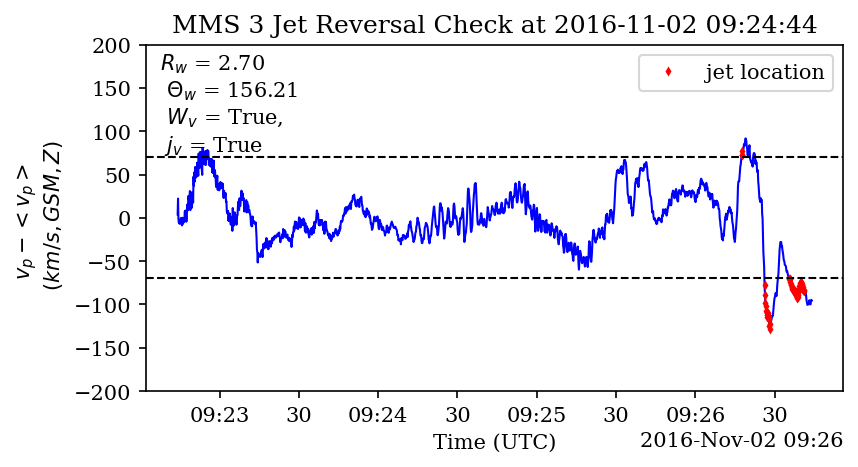 MMS 3 Jet Reversal Check at 2016-11-02 09:24:44
R_w = 2.70
Θ_w = 156.21
W_v = True,
j_v = True
jet location
v_p − <v_p>
(km/s, GSM, Z)
200
150
100
50
0
−50
−100
−150
−200
09:23
30
09:24
30
09:25
30
09:26
30
Time (UTC)
2016-Nov-02 09:26